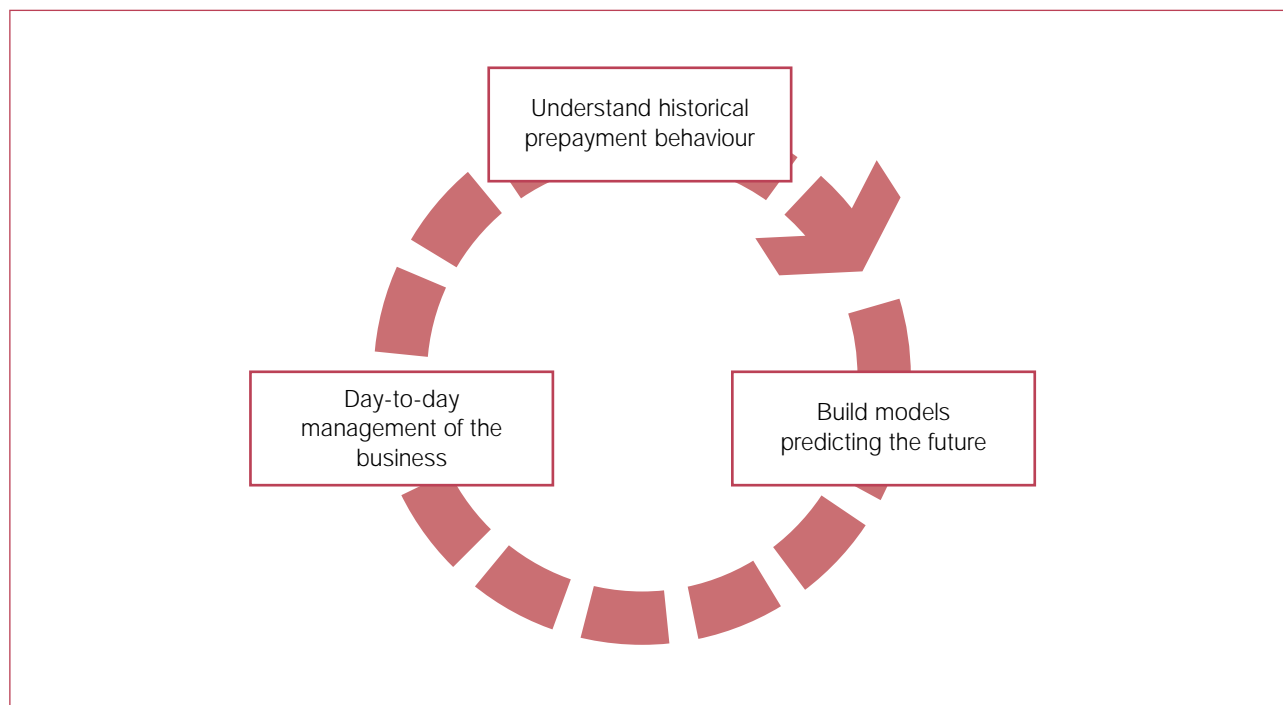 Understand historical
prepayment behaviour
Day-to-day
management of the
business
Build models
predicting the future